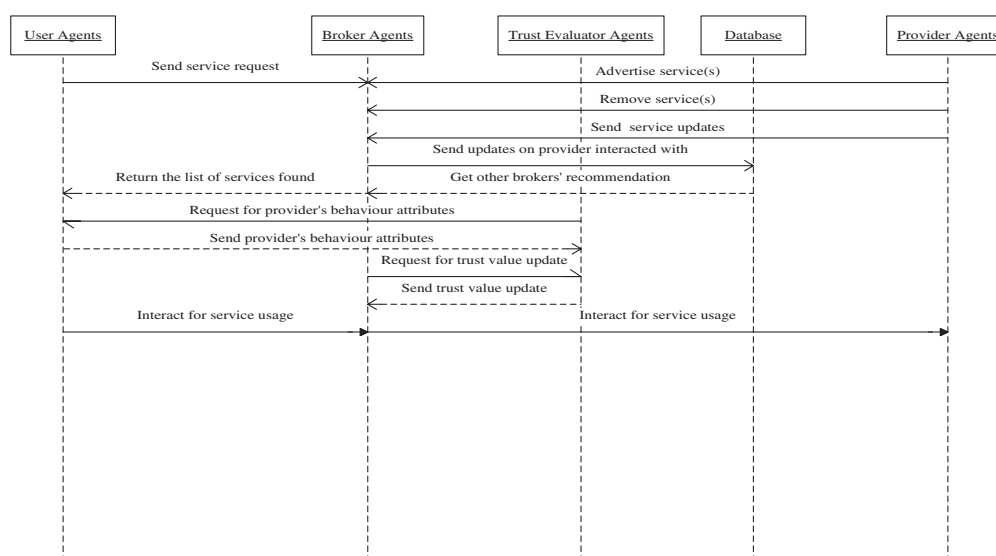 User Agents
Broker Agents
Trust Evaluator Agents
Database
Provider Agents
Send service request
Advertise service(s)
Remove service(s)
Send service updates
Send updates on provider interacted with
Return the list of services found
Get other brokers' recommendation
Request for provider's behaviour attributes
Send provider's behaviour attributes
Request for trust value update
Send trust value update
Interact for service usage
Interact for service usage